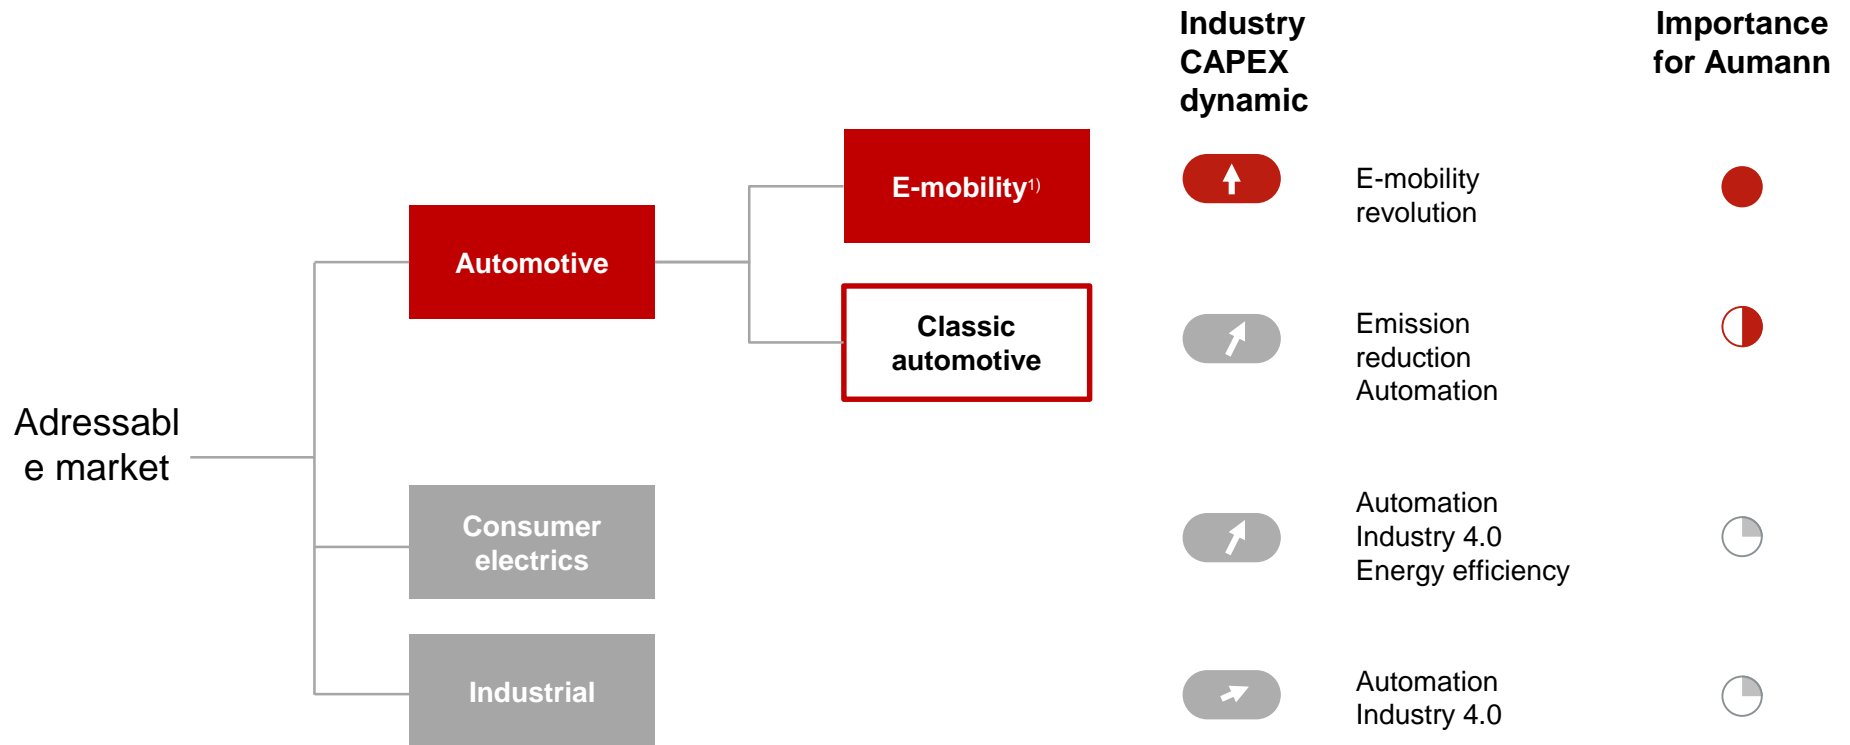 Industry
CAPEX
dynamic
Importance
for Aumann
E-mobility1)
E-mobility
revolution
Automotive
Classic
automotive
Emission
reduction
Automation
Adressabl
e market
Consumer
electrics
Automation
Industry 4.0
Energy efficiency
Industrial
Automation
Industry 4.0